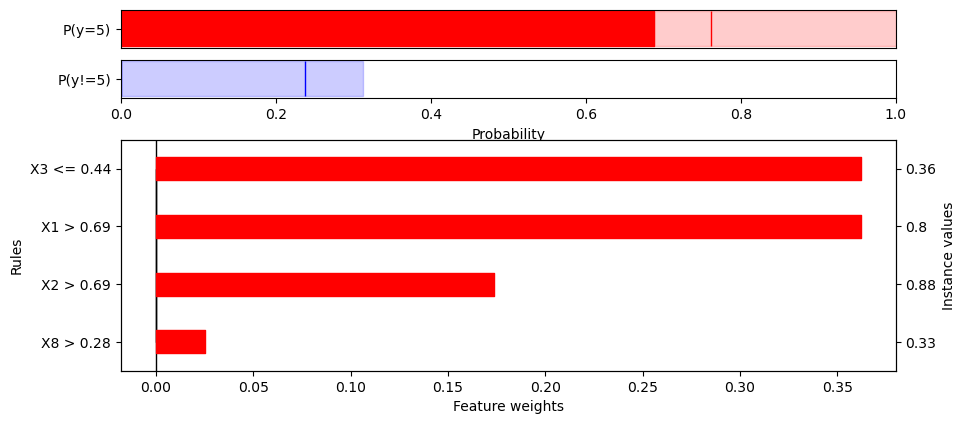 P(y=5)
P(y!=5)
0.0 0.2 0.4 0.6 0.8 1.0
Probability
X3 <= 0.44 0.36
X1 > 0.69 0.8
X2 > 0.69 0.88
X8 > 0.28 0.33
Rules
Instance values
0.00 0.05 0.10 0.15 0.20 0.25 0.30 0.35
Feature weights